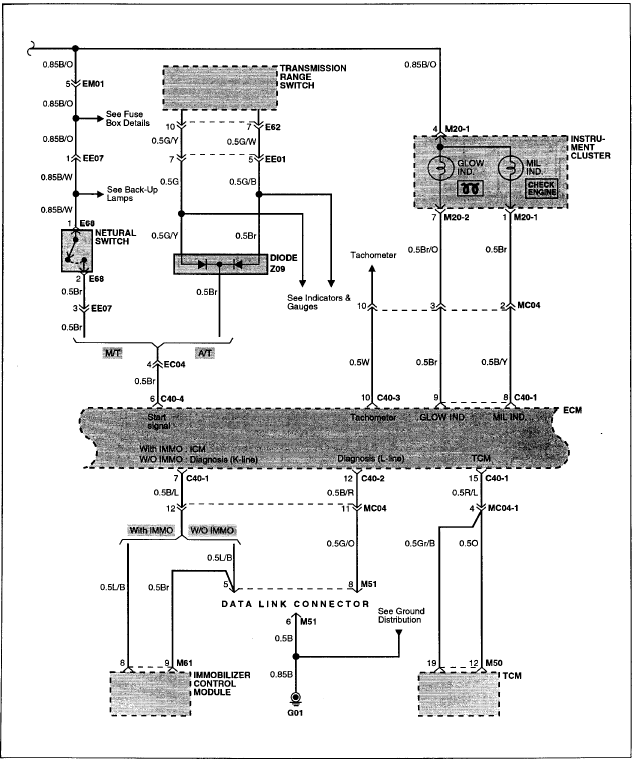 0.85B/O
0.85B/O
TRANSMISSION
RANGE
SWITCH
5 EM01
0.85B/O
See Fuse
Box Details
0.85B/O
10 7 E62
4 M20-1
0.5G/Y 0.5G/W
INSTRU-
MENT
CLUSTER
1 EE07
7 5 EE01
GLOW
IND.
MIL
IND.
CHECK
ENGINE
0.85B/W
0.5G 0.5G/B
See Back-Up
Lamps
0.85B/W
1 E68
7 M20-2 1 M20-1
NETURAL
SWITCH
0.5G/Y 0.5Br
0.5Br/O 0.5Br
Tachometer
DIODE
Z09
2 E68
0.5Br
0.5Br
See Indicators &
Gauges
3 EE07
10 3 2 MC04
0.5Br
M/T A/T
4 EC04
0.5W 0.5Br 0.5B/Y
0.5Br
6 C40-4
10 C40-3 9 8 C40-1
ECM
Start
signal
Tachometer GLOW IND. MIL IND.
With IMMO : ICM
W/O IMMO : Diagnosis (K-line)
Diagnosis (L-line)
TCM
7 C40-1 12 C40-2 15 C40-1
0.5B/L 0.5B/R 0.5R/L
12 11 MC04 4 MC04-1
With IMMO W/O IMMO
0.5L/B 0.5G/O 0.5Gr/B 0.5O
0.5L/B 0.5Br
5 8 M51
DATA LINK CONNECTOR
6 M51
See Ground
Distribution
0.5B
8 9 M61
19 12 M50
0.85B
IMMOBILIZER
CONTROL
MODULE
TCM
G01